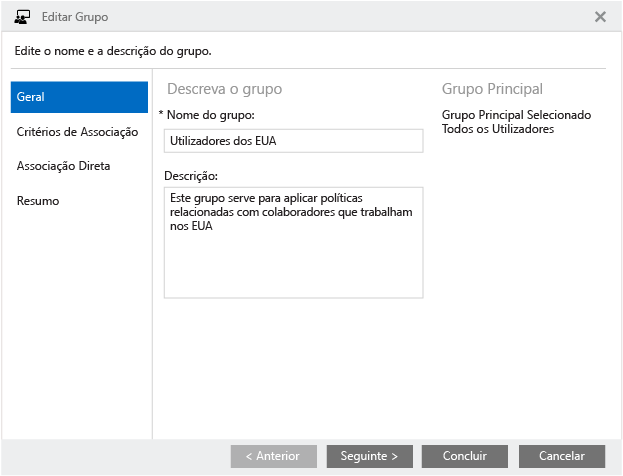 Editar Grupo
Edite o nome e a descrição do grupo.
Geral
Critérios de Associação
Associação Direta
Resumo
Descreva o grupo
* Nome do grupo:
Utilizadores dos EUA
Descrição:
Este grupo serve para aplicar políticas
relacionadas com colaboradores que trabalham
nos EUA
Grupo Principal
Grupo Principal Selecionado
Todos os Utilizadores
< Anterior
Seguinte >
Concluir
Cancelar